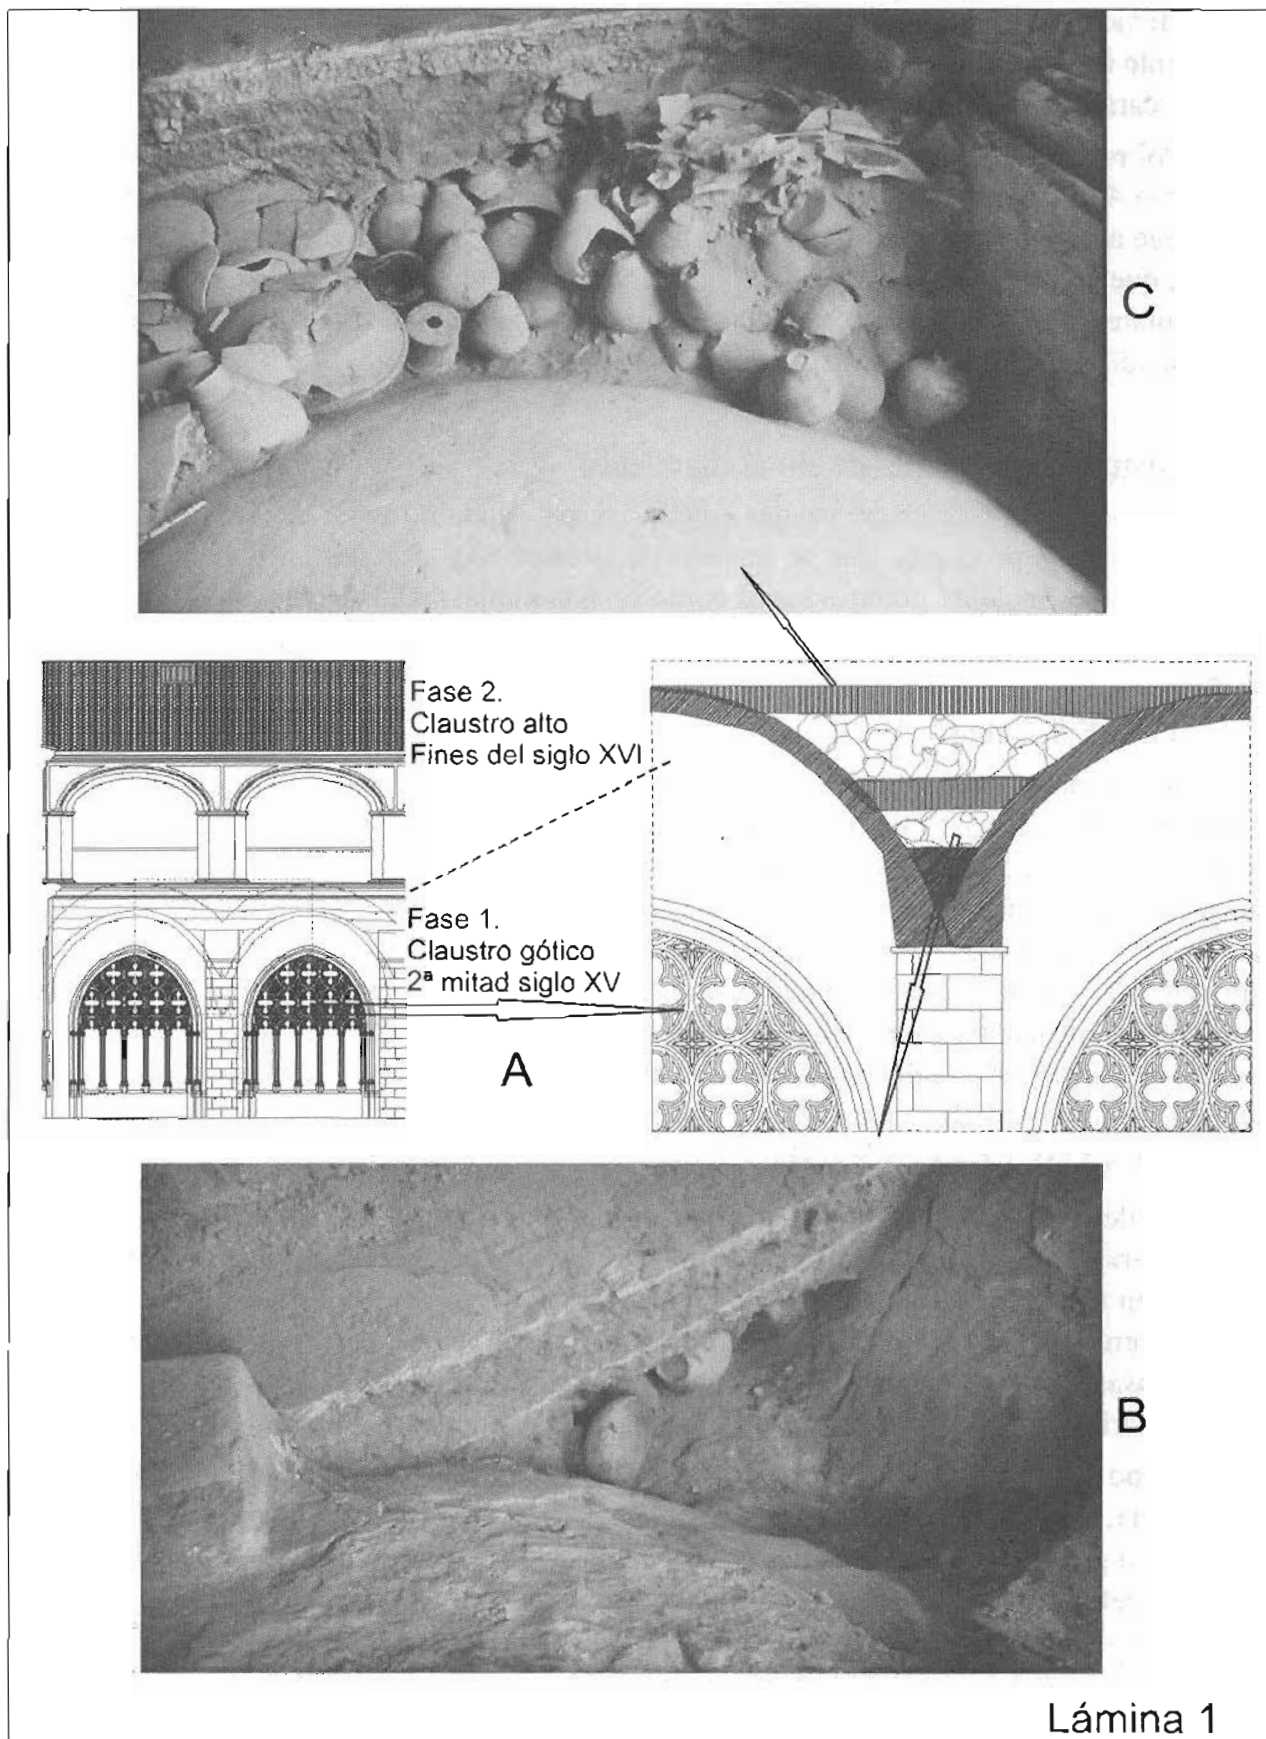 C
Fase 2.
Claustro alto
Fines del siglo XVI
Fase 1.
Claustro gótico
2ª mitad siglo XV
A
B
Lámina 1